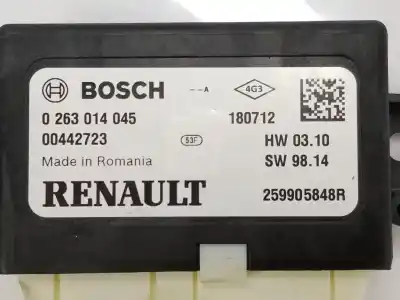 BOSCH --A 4G3
0 263 014 045 180712
00442723 53F HW 03.10
Made in Romania SW 98.14
RENAULT 259905848R